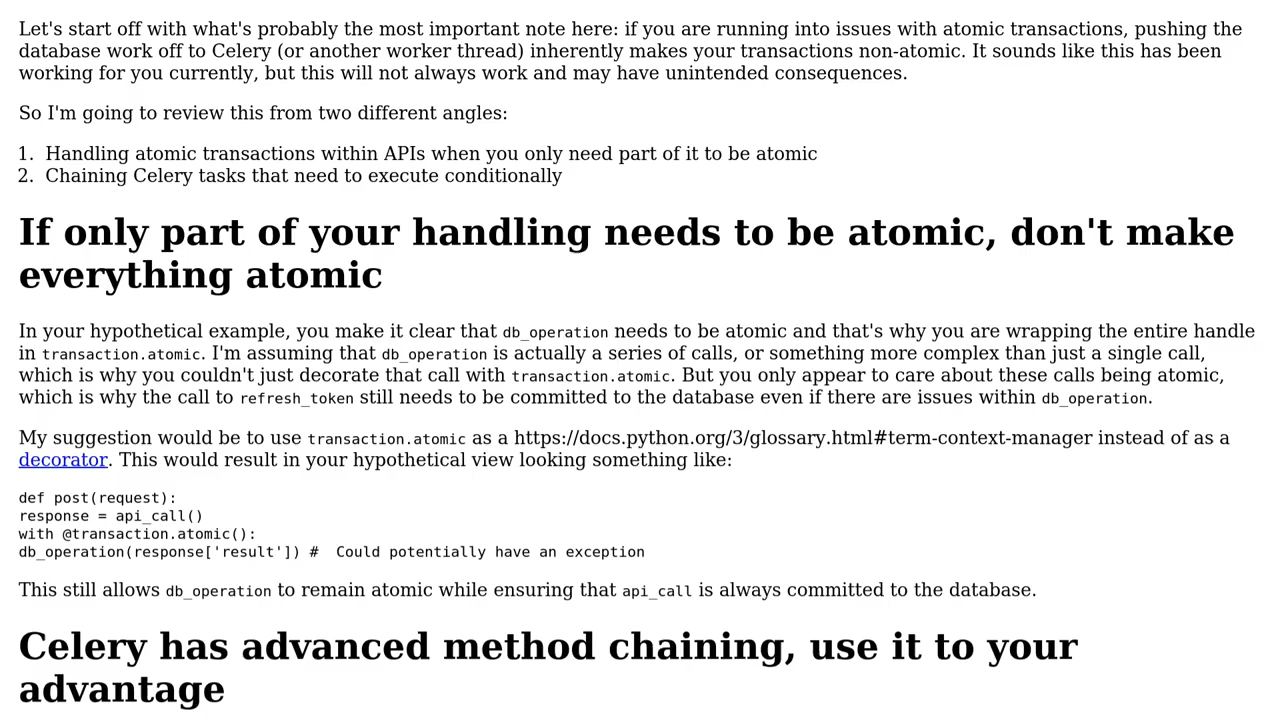 Let's start off with what's probably the most important note here: if you are running into issues with atomic transactions, pushing the
database work off to Celery (or another worker thread) inherently makes your transactions non-atomic. It sounds like this has been
working for you currently, but this will not always work and may have unintended consequences.
So I'm going to review this from two different angles:
1. Handling atomic transactions within APIs when you only need part of it to be atomic
2. Chaining Celery tasks that need to execute conditionally
If only part of your handling needs to be atomic, don't make
everything atomic
In your hypothetical example, you make it clear that db_operation needs to be atomic and that's why you are wrapping the entire handle
in transaction.atomic. I'm assuming that db_operation is actually a series of calls, or something more complex than just a single call,
which is why you couldn't just decorate that call with transaction.atomic. But you only appear to care about these calls being atomic,
which is why the call to refresh_token still needs to be committed to the database even if there are issues within db_operation.
My suggestion would be to use transaction.atomic as a https://docs.python.org/3/glossary.html#term-context-manager instead of as a
decorator. This would result in your hypothetical view looking something like:
def post(request):
response = api_call()
with @transaction.atomic():
db_operation(response['result']) #  Could potentially have an exception
This still allows db_operation to remain atomic while ensuring that api_call is always committed to the database.
Celery has advanced method chaining, use it to your
advantage